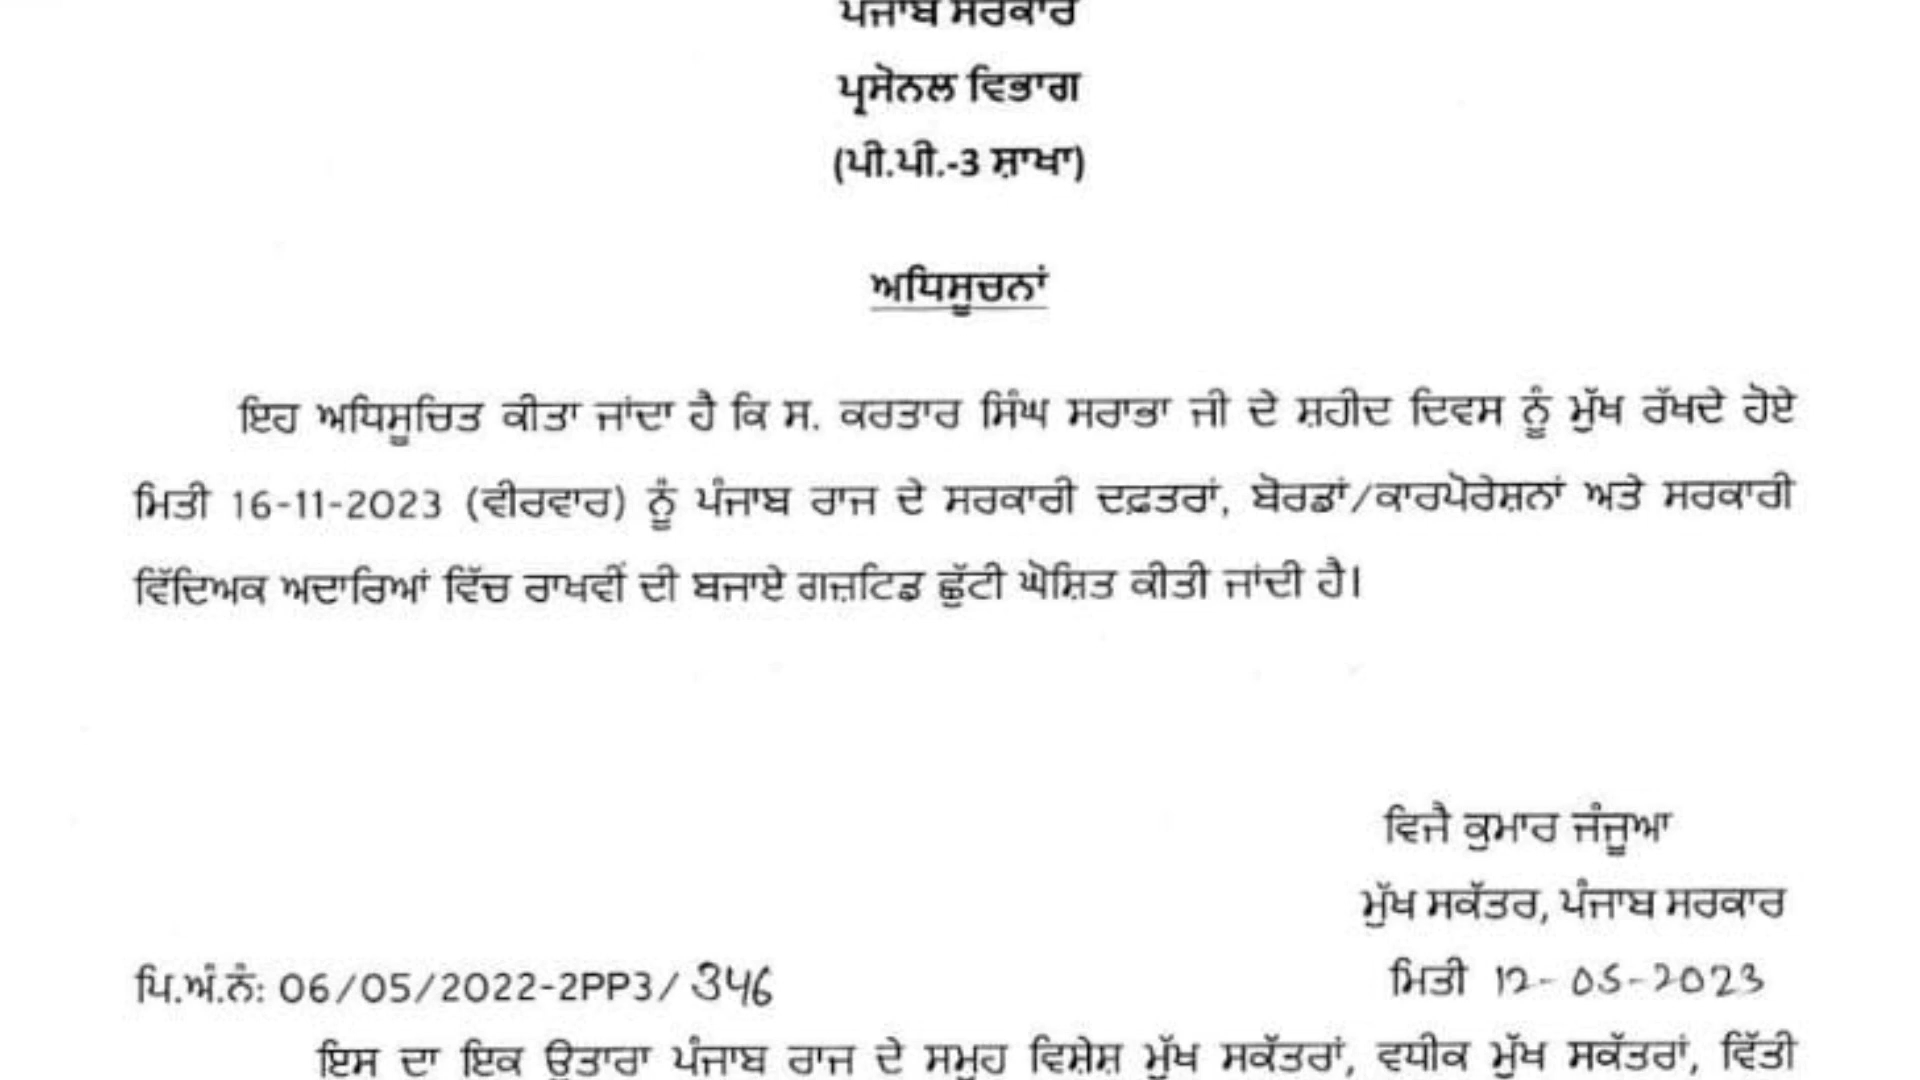 ਪੰਜਾਬ ਸਰਕਾਰ
ਪ੍ਰਸੋਨਲ ਵਿਭਾਗ
(ਪੀ.ਪੀ.-3 ਸ਼ਾਖਾ)
ਅਧਿਸੂਚਨਾਂ
ਇਹ ਅਧਿਸੂਚਿਤ ਕੀਤਾ ਜਾਂਦਾ ਹੈ ਕਿ ਸ. ਕਰਤਾਰ ਸਿੰਘ ਸਰਾਭਾ ਜੀ ਦੇ ਸ਼ਹੀਦ ਦਿਵਸ ਨੂੰ ਮੁੱਖ ਰੱਖਦੇ ਹੋਏ
ਮਿਤੀ 16-11-2023 (ਵੀਰਵਾਰ) ਨੂੰ ਪੰਜਾਬ ਰਾਜ ਦੇ ਸਰਕਾਰੀ ਦਫ਼ਤਰਾਂ, ਬੋਰਡਾਂ/ਕਾਰਪੋਰੇਸ਼ਨਾਂ ਅਤੇ ਸਰਕਾਰੀ
ਵਿੱਦਿਅਕ ਅਦਾਰਿਆਂ ਵਿੱਚ ਰਾਖਵੀਂ ਦੀ ਬਜਾਏ ਗਜ਼ਟਿਡ ਛੁੱਟੀ ਘੋਸ਼ਿਤ ਕੀਤੀ ਜਾਂਦੀ ਹੈ।
ਵਿਜੈ ਕੁਮਾਰ ਜੰਜੂਆ
ਮੁੱਖ ਸਕੱਤਰ, ਪੰਜਾਬ ਸਰਕਾਰ
ਪਿ.ਅੰ.ਨੰ: 06/05/2022-2PP3/346 ਮਿਤੀ 12-05-2023
ਇਸ ਦਾ ਇਕ ਉਤਾਰਾ ਪੰਜਾਬ ਰਾਜ ਦੇ ਸਮੂਹ ਵਿਸ਼ੇਸ਼ ਮੁੱਖ ਸਕੱਤਰਾਂ, ਵਧੀਕ ਮੁੱਖ ਸਕੱਤਰਾਂ, ਵਿੱਤੀ